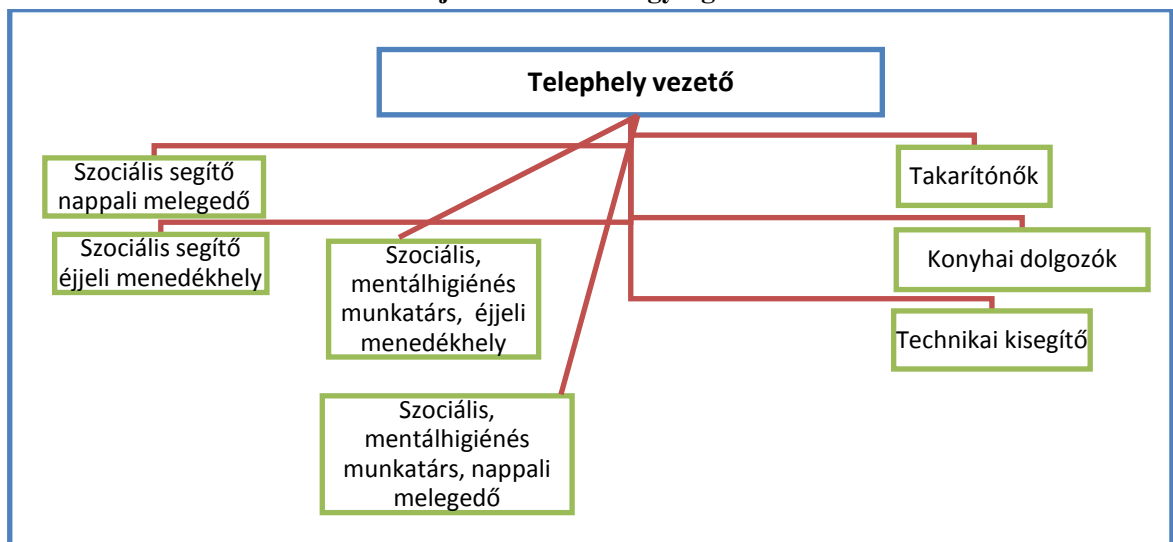 Telephely vezető
Szociális segítő
nappali melegedő
Szociális segítő
éjjeli menedékhely
Szociális,
mentálhigiénés
munkatárs, éjjeli
menedékhely
Szociális,
mentálhigiénés
munkatárs, nappali
melegedő
Takarítónők
Konyhai dolgozók
Technikai kisegítő